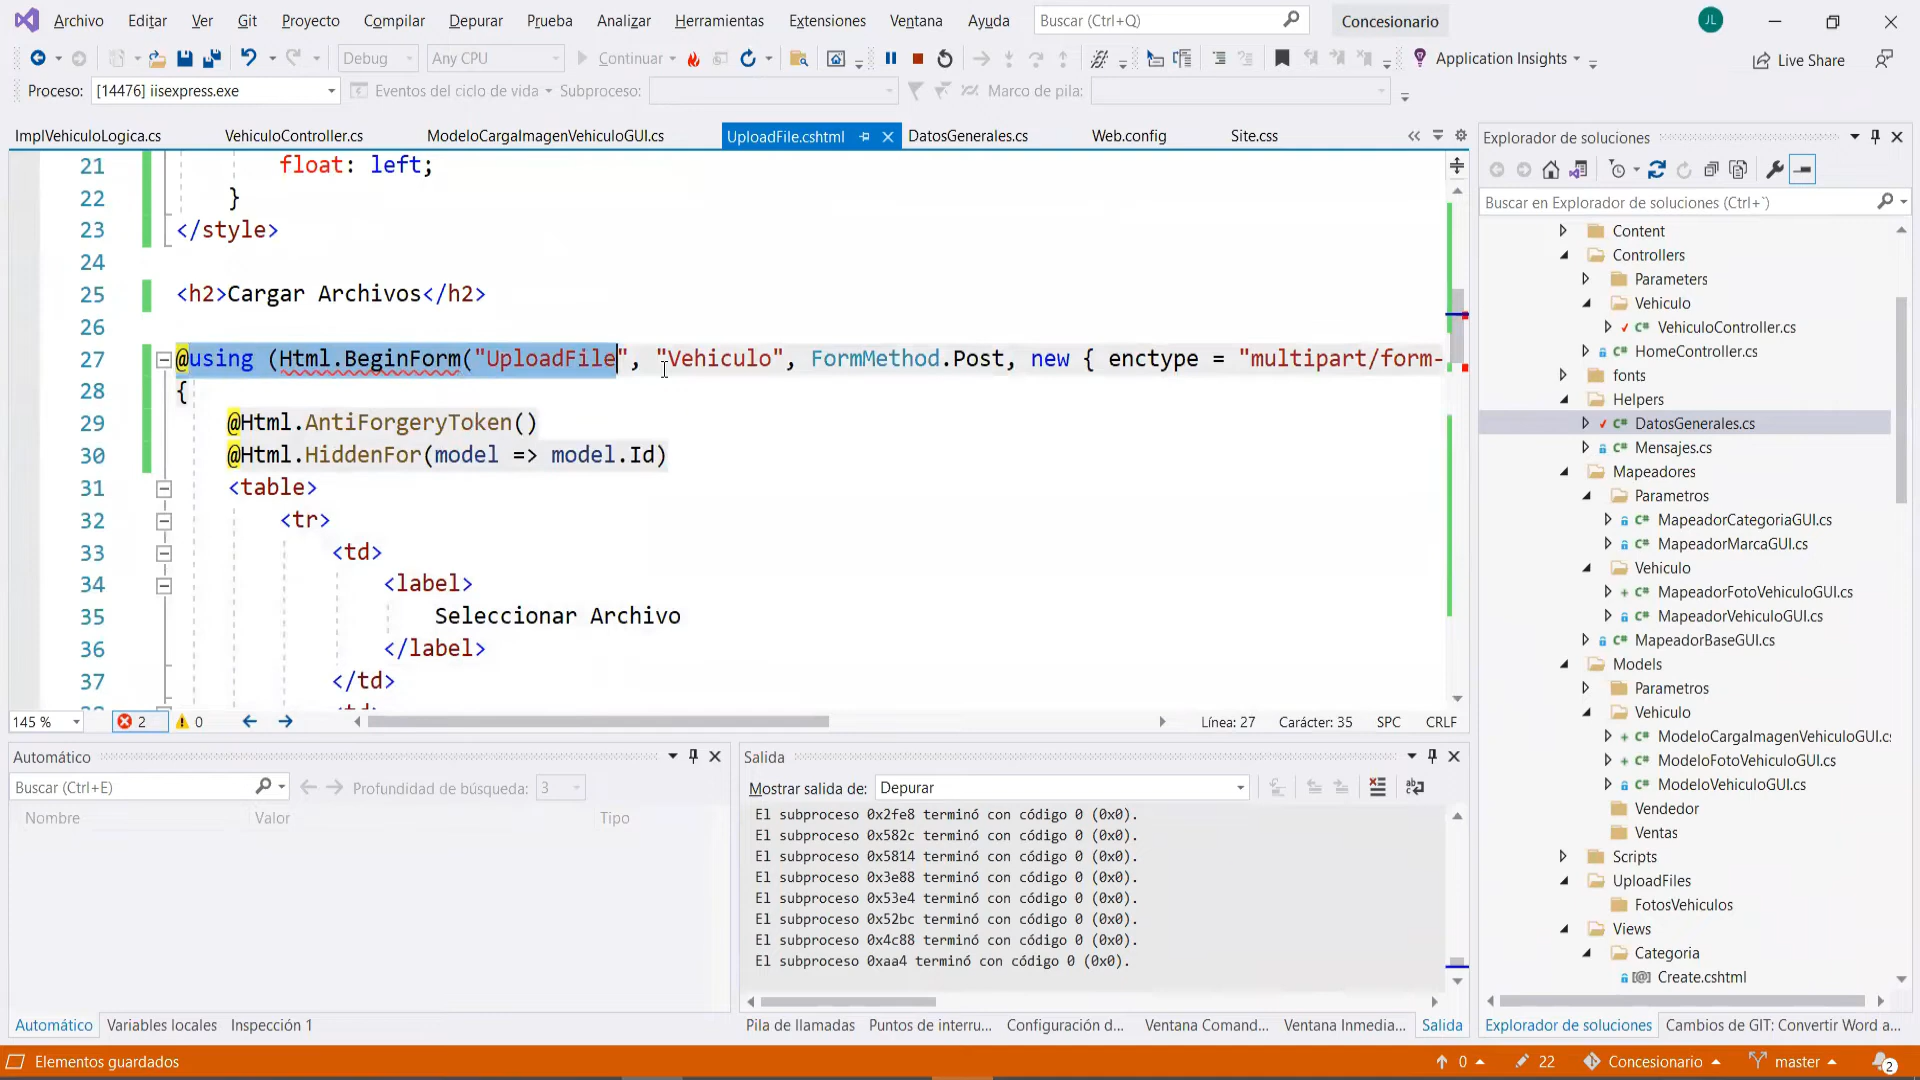 Archivo Editar Ver Git Proyecto Compilar Depurar Prueba Analizar Herramientas Extensiones Ventana Ayuda Buscar (Ctrl+Q) Concesionario JL
Debug Any CPU Continuar Application Insights Live Share
Proceso: [14476] iisexpress.exe Eventos del ciclo de vida Subproceso: Marco de pila:
ImplVehiculoLogica.cs VehiculoController.cs ModeloCargaImagenVehiculoGUI.cs UploadFile.cshtml DatosGenerales.cs Web.config Site.css
21 float: left;
22 }
23 </style>
24
25 <h2>Cargar Archivos</h2>
26
27 @using (Html.BeginForm("UploadFile", "Vehiculo", FormMethod.Post, new { enctype = "multipart/form-
28 {
29 @Html.AntiForgeryToken()
30 @Html.HiddenFor(model => model.Id)
31 <table>
32 <tr>
33 <td>
34 <label>
35 Seleccionar Archivo
36 </label>
37 </td>
145 % 2 0 Línea: 27 Carácter: 35 SPC CRLF
Automático
Buscar (Ctrl+E) Profundidad de búsqueda: 3
Nombre Valor Tipo
Automático Variables locales Inspección 1
Salida
Mostrar salida de: Depurar
El subproceso 0x2fe8 terminó con código 0 (0x0).
El subproceso 0x582c terminó con código 0 (0x0).
El subproceso 0x5814 terminó con código 0 (0x0).
El subproceso 0x3e88 terminó con código 0 (0x0).
El subproceso 0x53e4 terminó con código 0 (0x0).
El subproceso 0x52bc terminó con código 0 (0x0).
El subproceso 0x4c88 terminó con código 0 (0x0).
El subproceso 0xaa4 terminó con código 0 (0x0).
Pila de llamadas Puntos de interru... Configuración d... Ventana Comand... Ventana Inmedia... Salida
Explorador de soluciones
Buscar en Explorador de soluciones (Ctrl+`)
Content
Controllers
Parameters
Vehiculo
VehiculoController.cs
HomeController.cs
fonts
Helpers
DatosGenerales.cs
Mensajes.cs
Mapeadores
Parametros
MapeadorCategoriaGUI.cs
MapeadorMarcaGUI.cs
Vehiculo
MapeadorFotoVehiculoGUI.cs
MapeadorVehiculoGUI.cs
MapeadorBaseGUI.cs
Models
Parametros
Vehiculo
ModeloCargaImagenVehiculoGUI.cs
ModeloFotoVehiculoGUI.cs
ModeloVehiculoGUI.cs
Vendedor
Ventas
Scripts
UploadFiles
FotosVehiculos
Views
Categoria
Create.cshtml
Explorador de soluciones Cambios de GIT: Convertir Word a...
Elementos guardados 0 22 Concesionario master 2